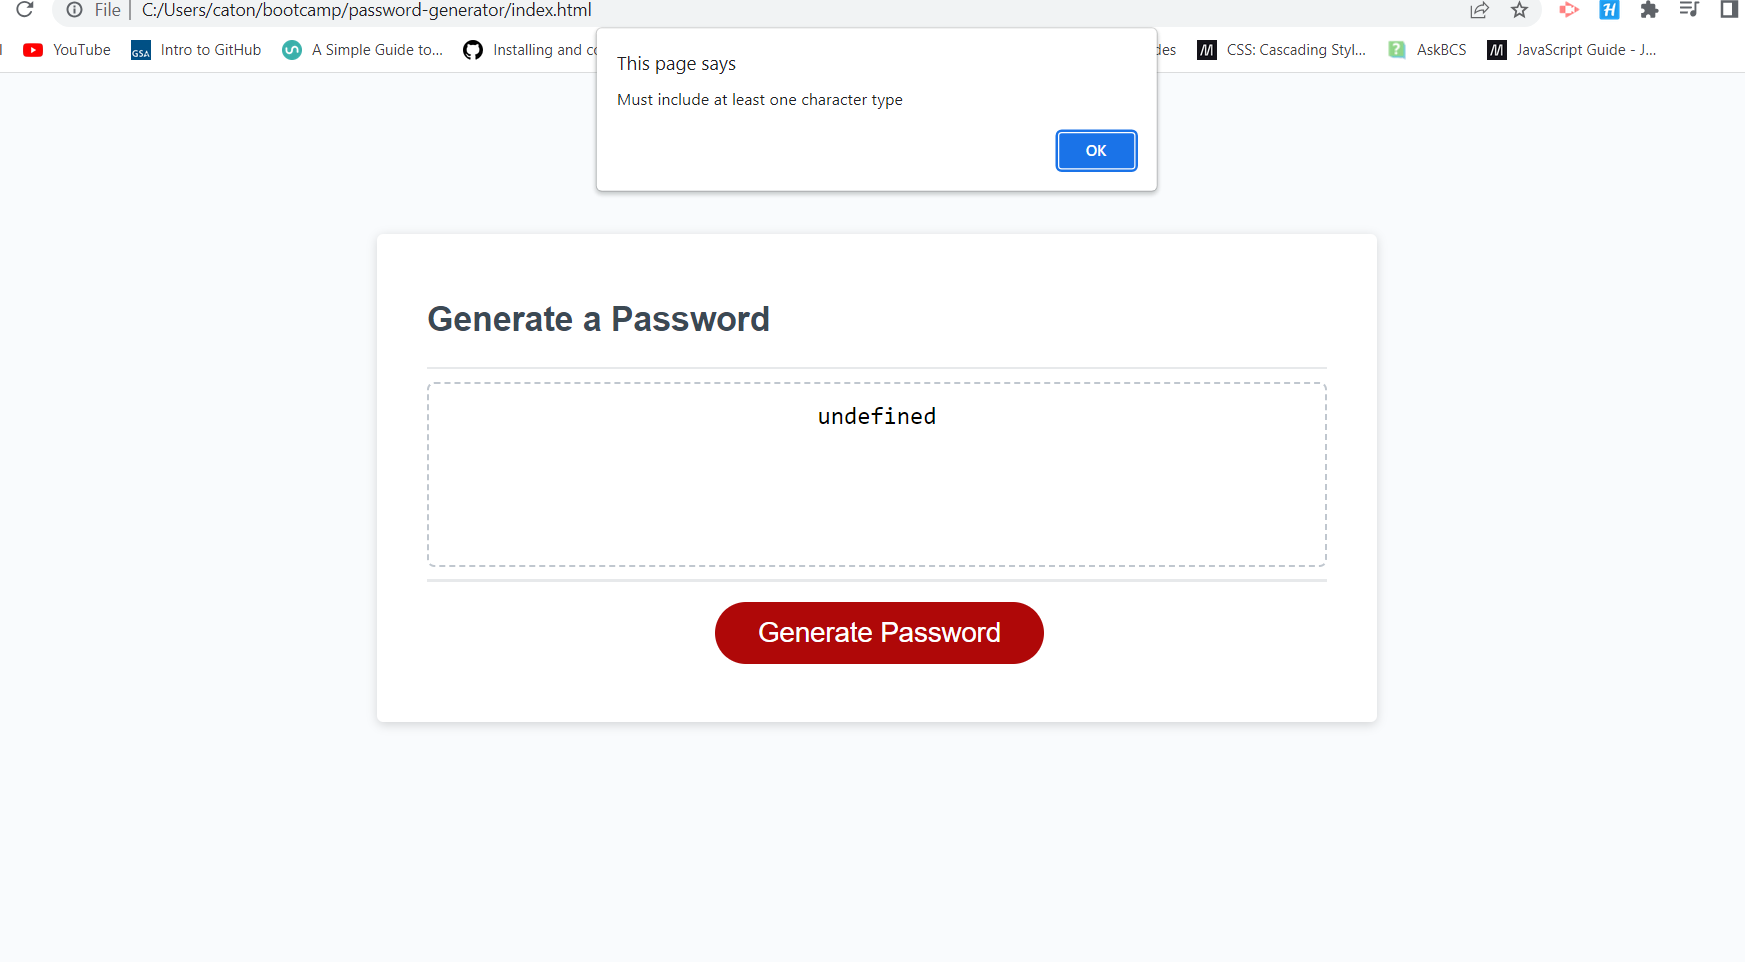 File | C:/Users/caton/bootcamp/password-generator/index.html
YouTube GSA Intro to GitHub A Simple Guide to... Installing and co des CSS: Cascading Styl... AskBCS JavaScript Guide - J...
This page says
Must include at least one character type
OK
Generate a Password
undefined
Generate Password